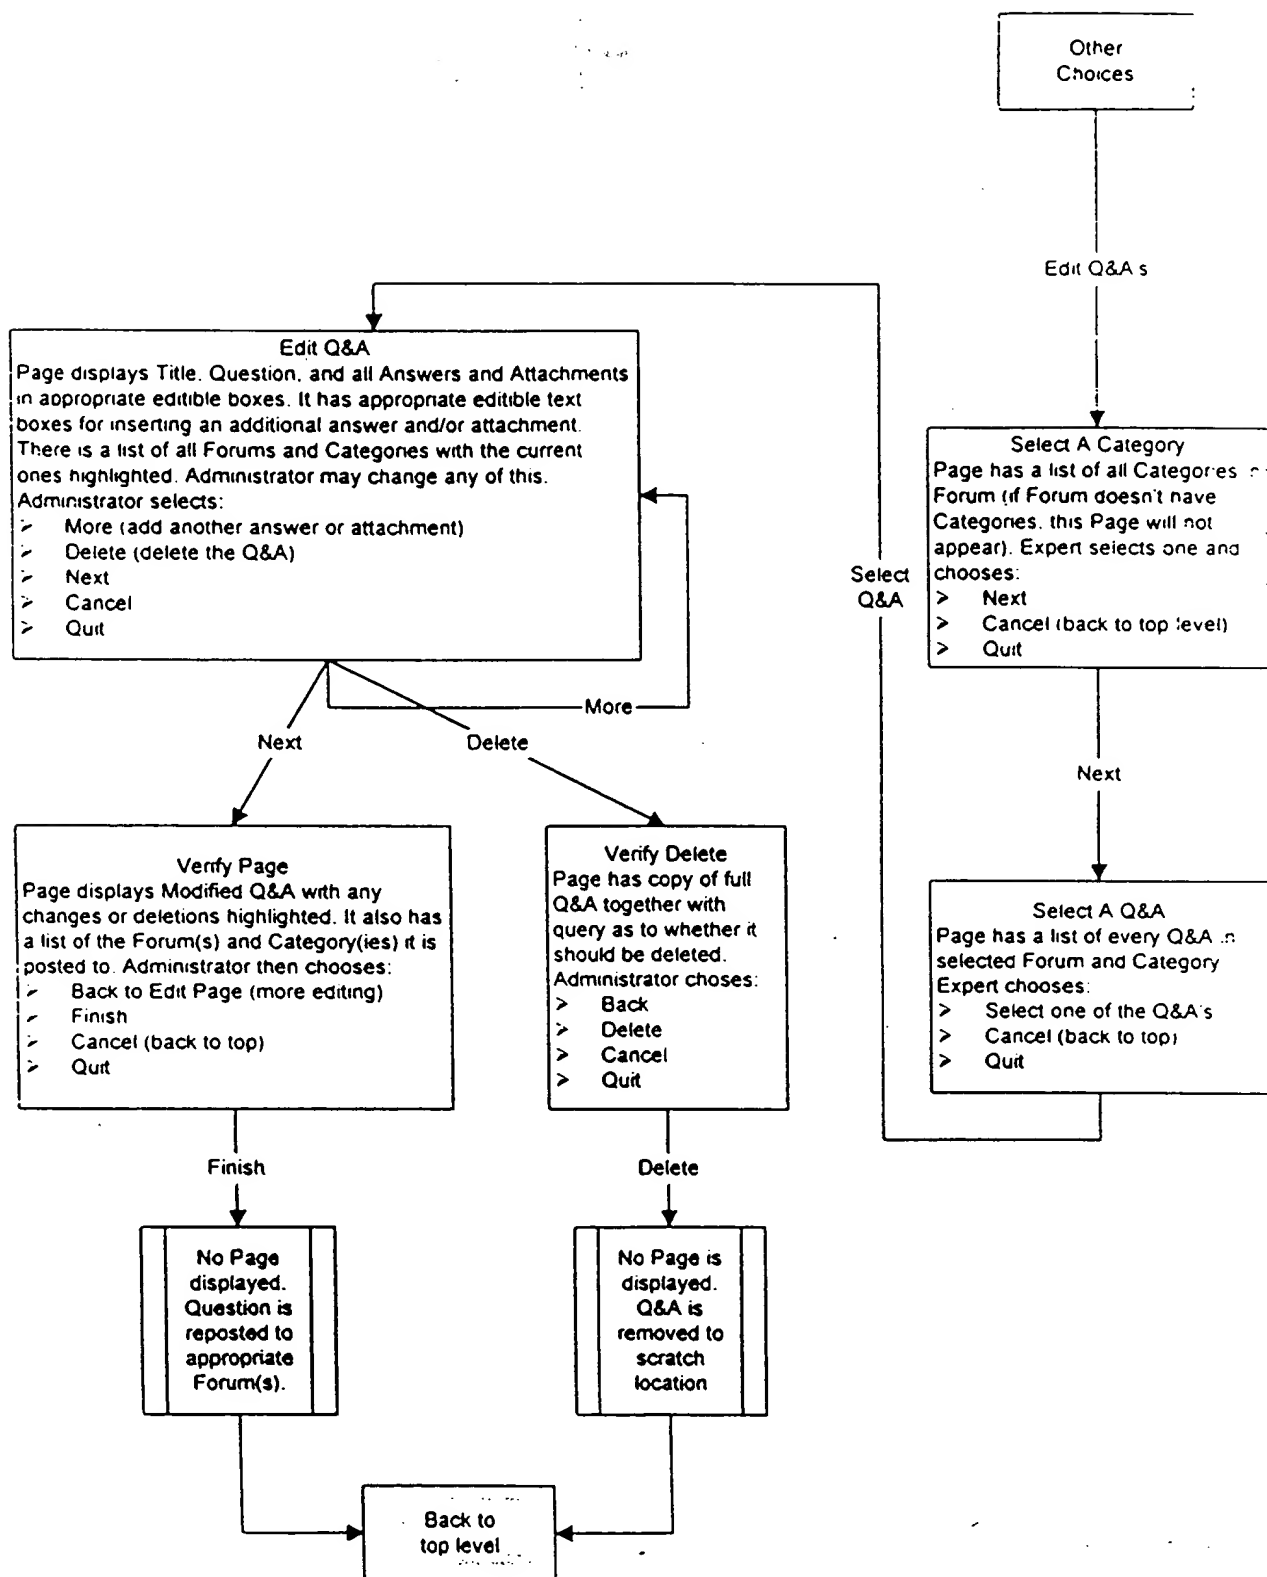 Other
Choices
Edit Q&A's
Edit Q&A
Page displays Title. Question, and all Answers and Attachments
in appropriate editible boxes. It has appropriate editible text
boxes for inserting an additional answer and/or attachment.
There is a list of all Forums and Categories with the current
ones highlighted. Administrator may change any of this.
Administrator selects:
> More (add another answer or attachment)
> Delete (delete the Q&A)
> Next
> Cancel
> Quit
Select A Category
Page has a list of all Categories
Forum (if Forum doesn't have
Categories, this Page will not
appear). Expert selects one and
chooses:
> Next
> Cancel (back to top level)
> Quit
Select
Q&A
More
Next
Delete
Next
Verify Page
Page displays Modified Q&A with any
changes or deletions highlighted. It also has
a list of the Forum(s) and Category(ies) it is
posted to. Administrator then chooses:
> Back to Edit Page (more editing)
> Finish
> Cancel (back to top)
> Quit
Verify Delete
Page has copy of full
Q&A together with
query as to whether it
should be deleted.
Administrator choses:
> Back
> Delete
> Cancel
> Quit
Select A Q&A
Page has a list of every Q&A in
selected Forum and Category
Expert chooses:
> Select one of the Q&A's
> Cancel (back to top)
> Quit
Finish
Delete
No Page
displayed.
Question is
reposted to
appropriate
Forum(s).
No Page is
displayed.
Q&A is
removed to
scratch
location
Back to
top level